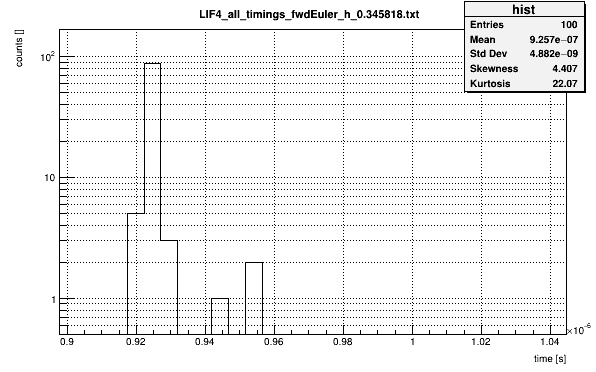 LIF4_all_timings_fwdEuler_h_0.345818.txt
hist
Entries 100
Mean 9.257e−07
Std Dev 4.882e−09
Skewness 4.407
Kurtosis 22.07
counts []
10²
10
1
0.9 0.92 0.94 0.96 0.98 1 1.02 1.04
×10⁻⁶
time [s]